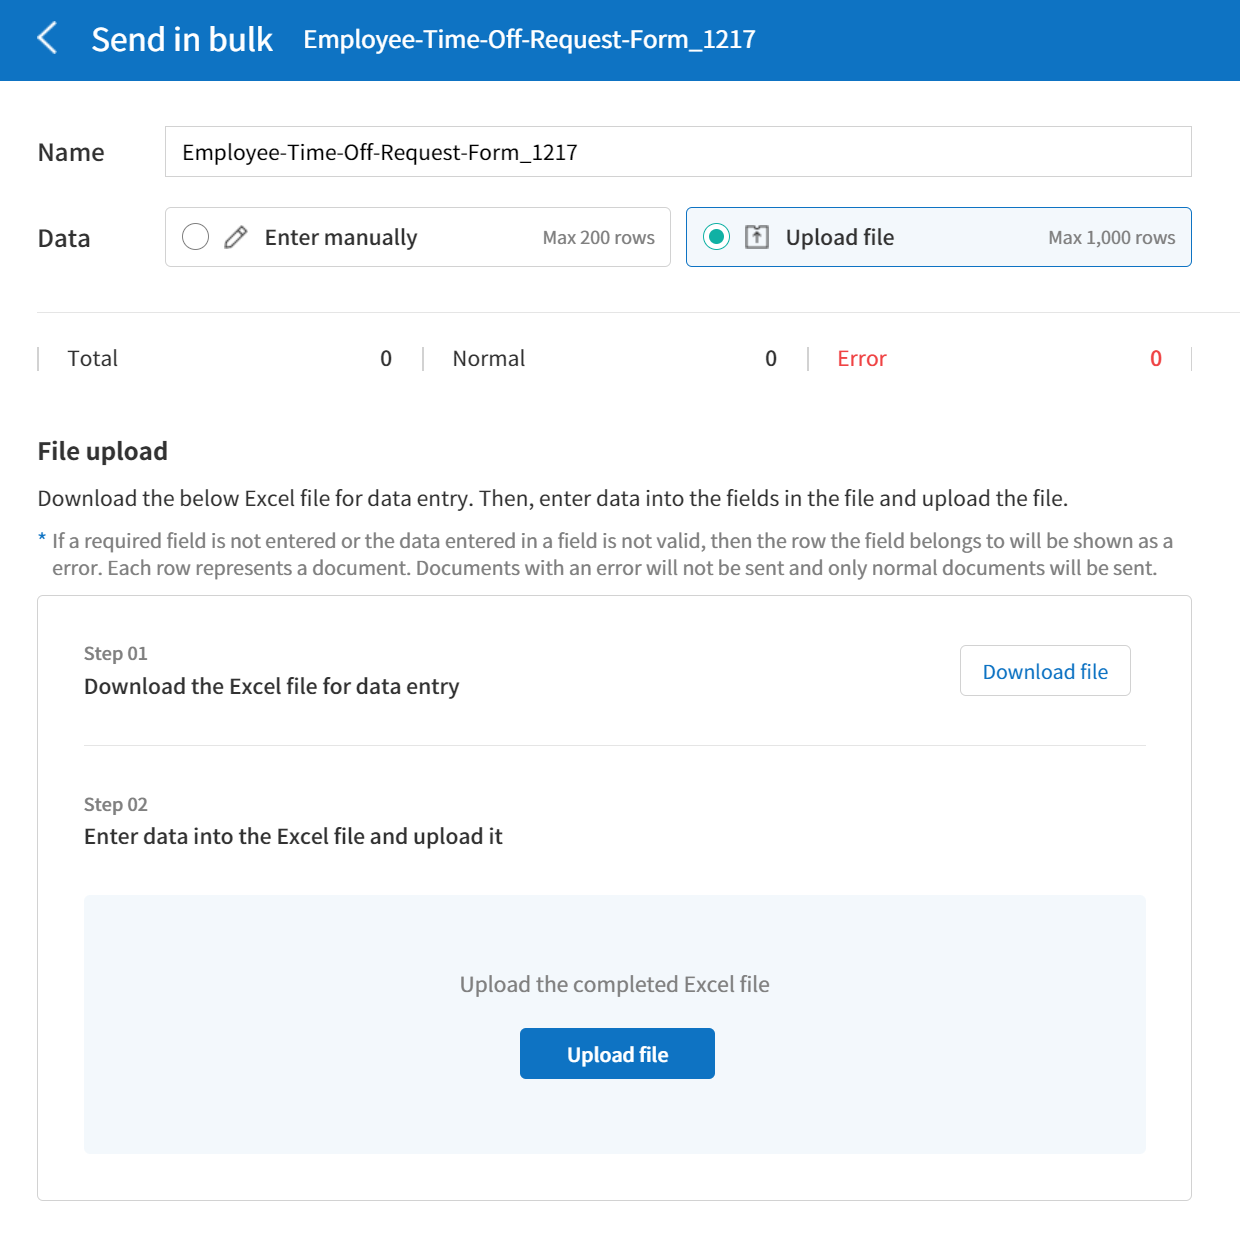 Send in bulk Employee-Time-Off-Request-Form_1217
Name Employee-Time-Off-Request-Form_1217
Data Enter manually Max 200 rows Upload file Max 1,000 rows
Total 0 Normal 0 Error 0
File upload
Download the below Excel file for data entry. Then, enter data into the fields in the file and upload the file.
* If a required field is not entered or the data entered in a field is not valid, then the row the field belongs to will be shown as a
error. Each row represents a document. Documents with an error will not be sent and only normal documents will be sent.
Step 01
Download the Excel file for data entry
Download file
Step 02
Enter data into the Excel file and upload it
Upload the completed Excel file
Upload file